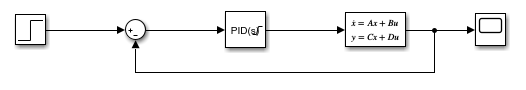 +
−
PID(s)
ẋ = Ax + Bu
y = Cx + Du